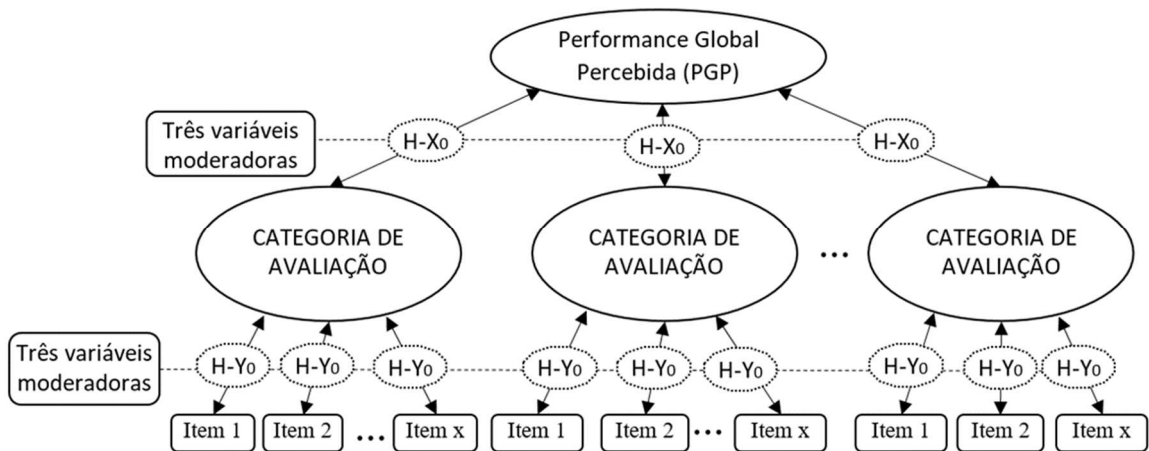 Performance Global
Percebida (PGP)
Três variáveis
moderadoras
H-X₀
H-X₀
H-X₀
CATEGORIA DE
AVALIAÇÃO
CATEGORIA DE
AVALIAÇÃO
...
CATEGORIA DE
AVALIAÇÃO
Três variáveis
moderadoras
H-Y₀
H-Y₀
H-Y₀
H-Y₀
H-Y₀
H-Y₀
H-Y₀
H-Y₀
H-Y₀
Item 1
Item 2
...
Item x
Item 1
Item 2
...
Item x
Item 1
Item 2
Item x